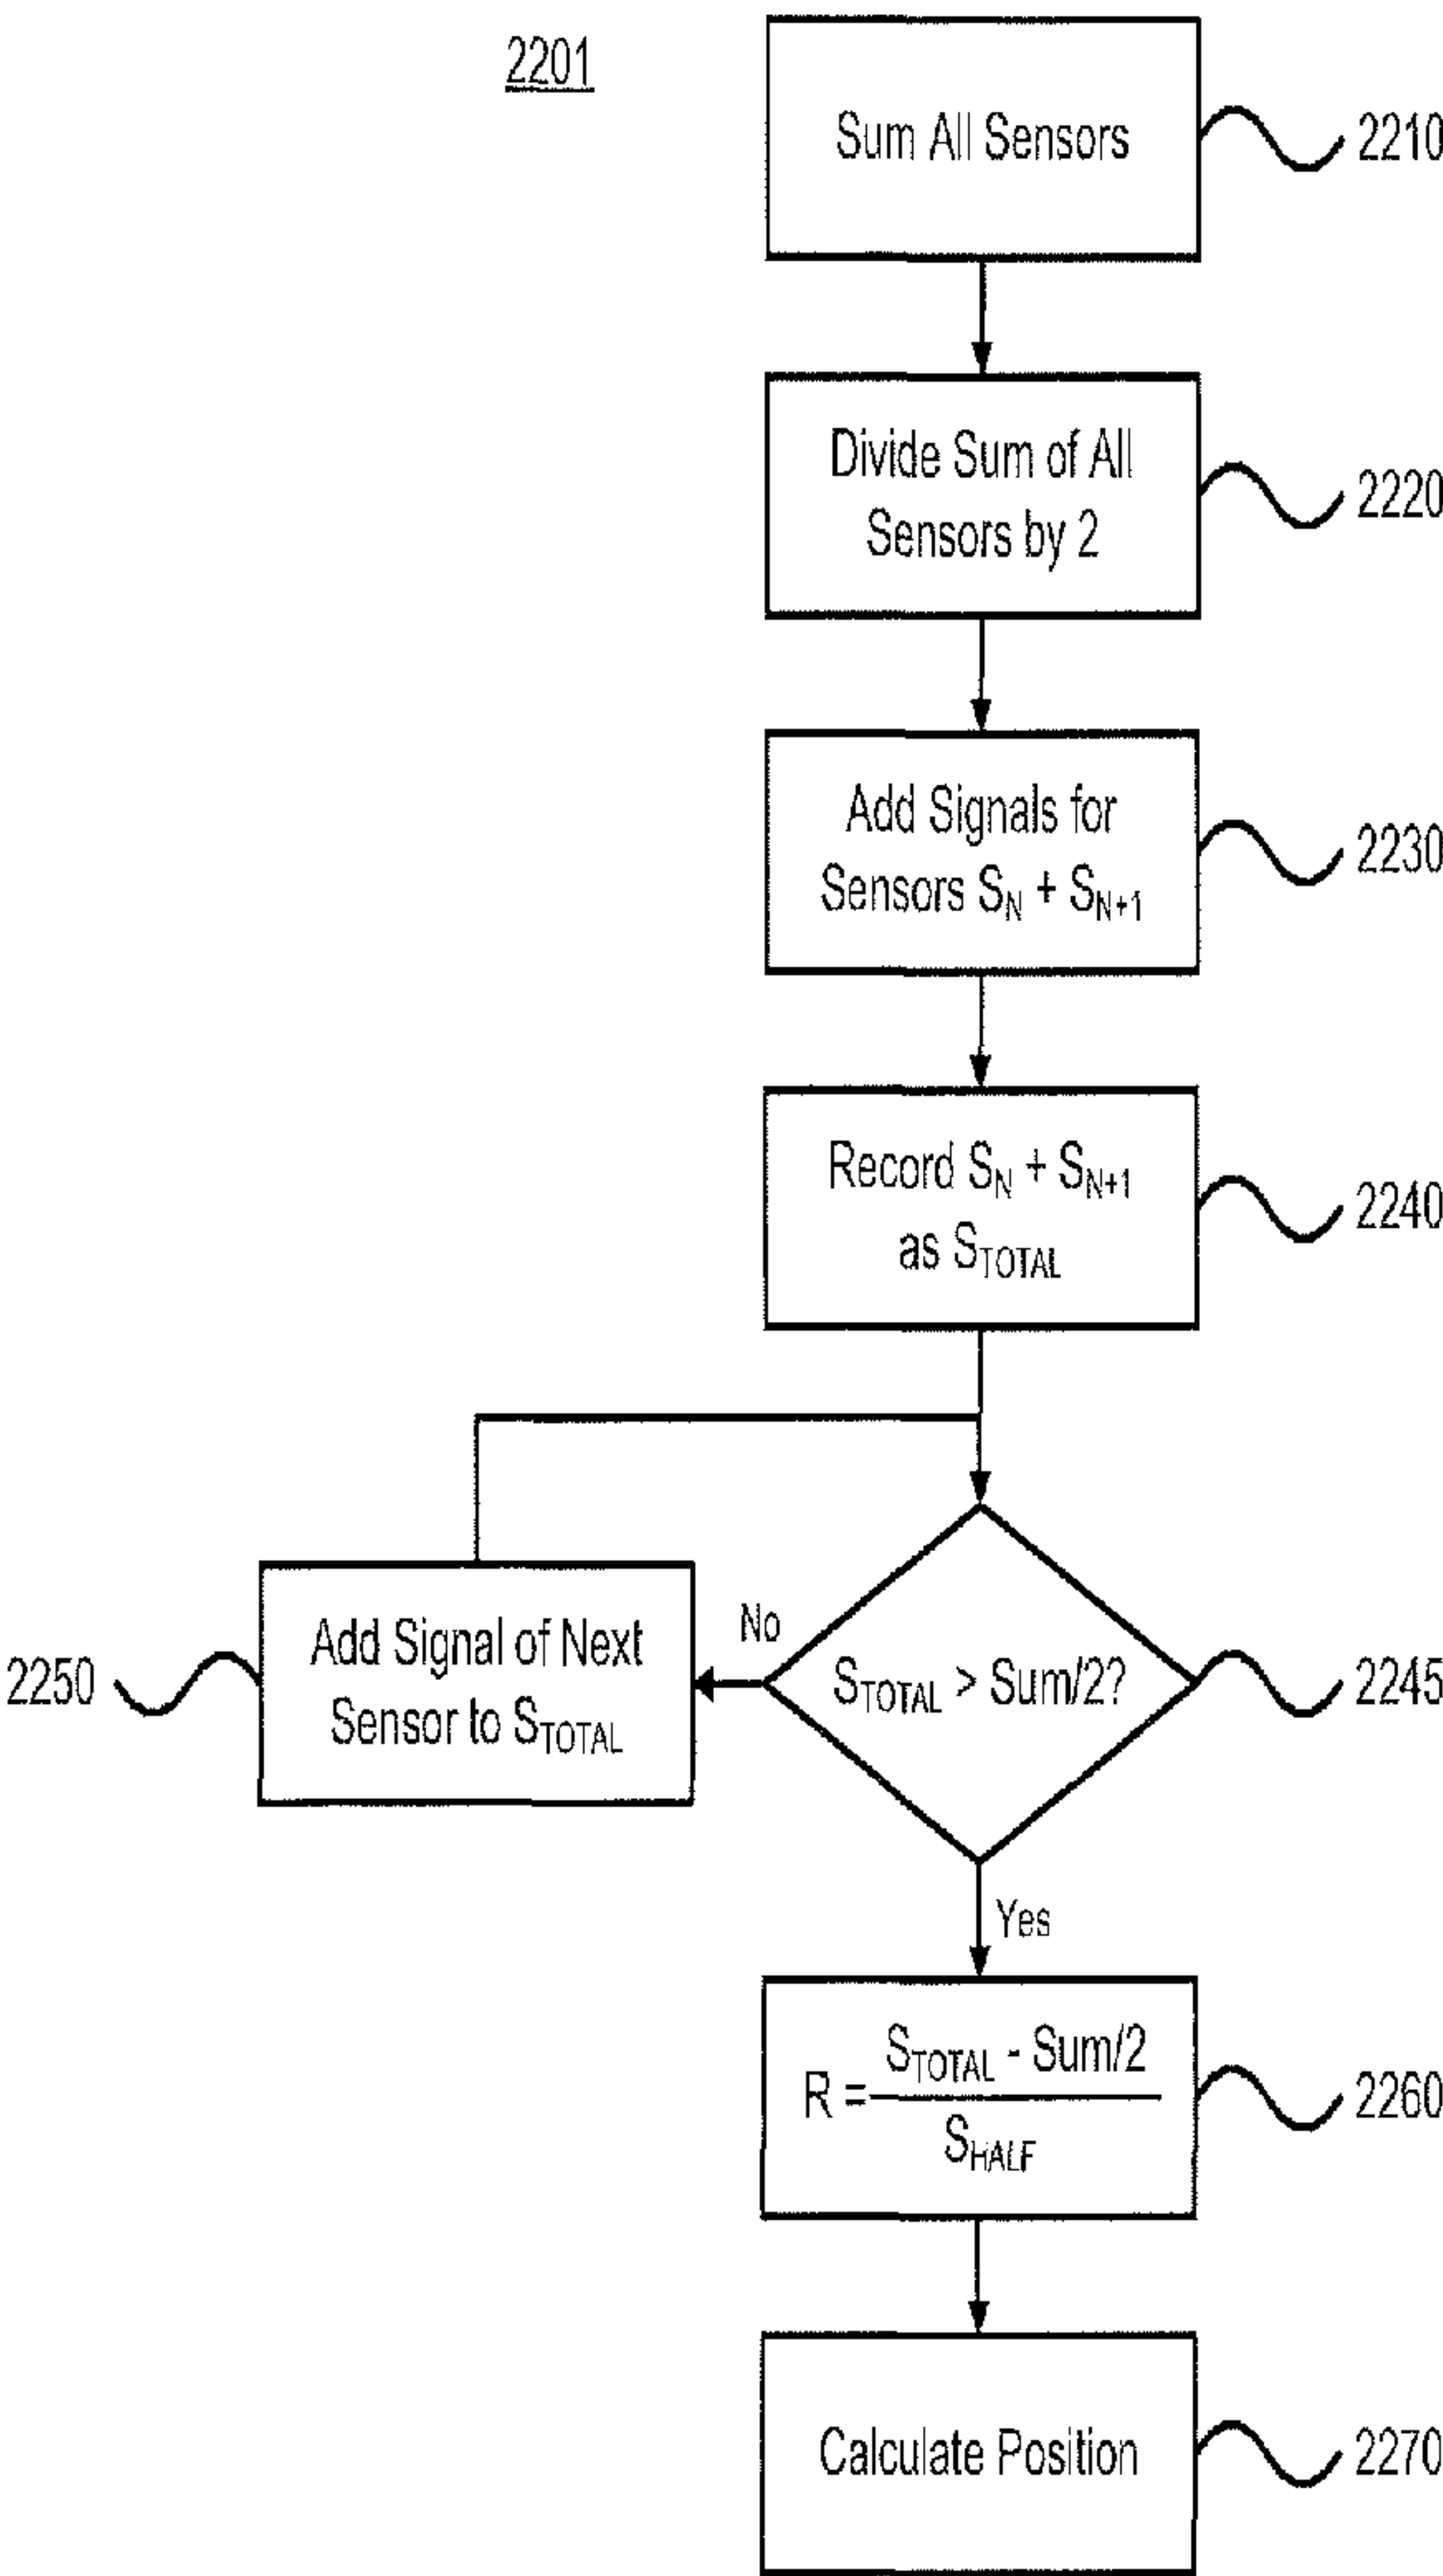 2201
Sum All Sensors
2210
Divide Sum of All
Sensors by 2
2220
Add Signals for
Sensors S_N + S_{N+1}
2230
Record S_N + S_{N+1}
as S_TOTAL
2240
2250
Add Signal of Next
Sensor to S_TOTAL
No
S_TOTAL > Sum/2?
2245
Yes
R = (S_TOTAL - Sum/2) / S_HALF
2260
Calculate Position
2270